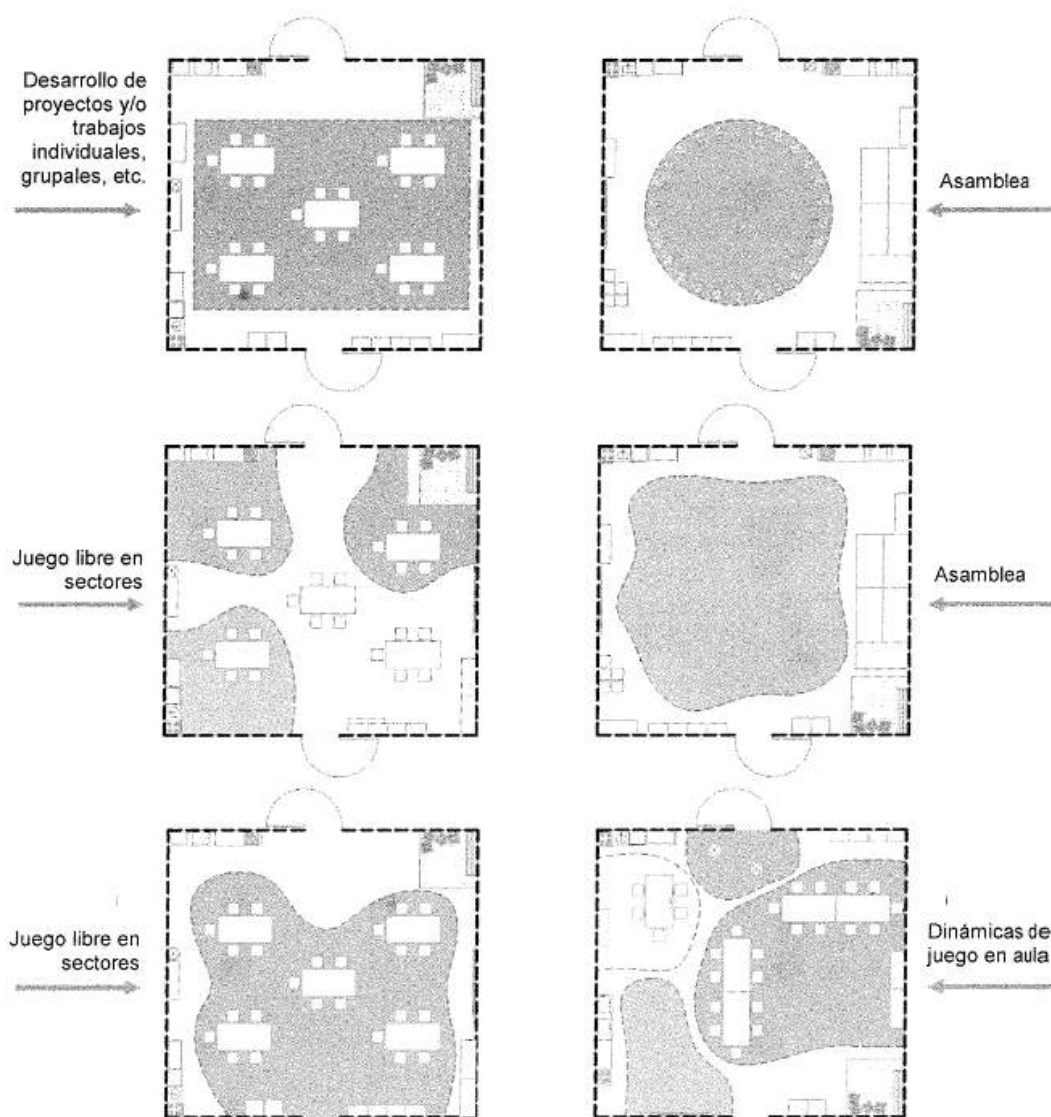 Desarrollo de
proyectos y/o
trabajos
individuales,
grupales, etc.
Asamblea
Juego libre en
sectores
Asamblea
Juego libre en
sectores
Dinámicas de
juego en aula